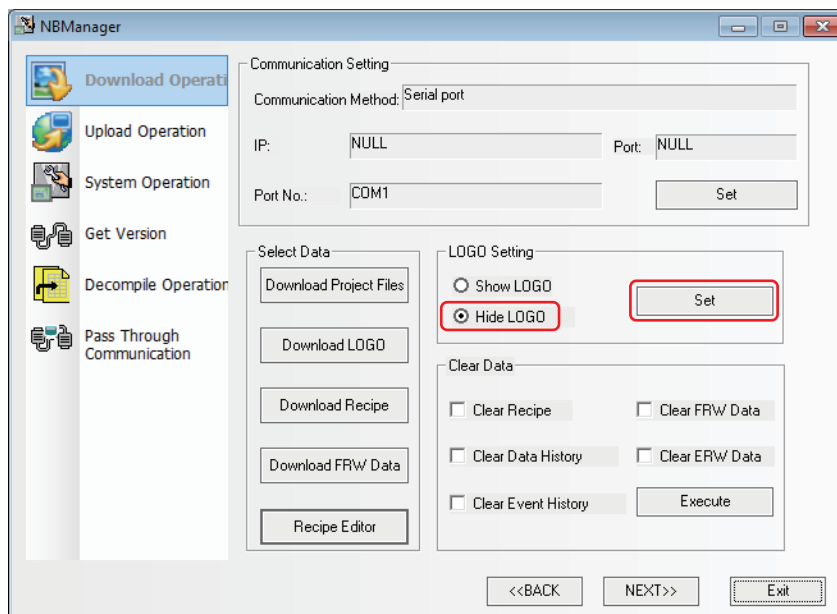 NBManager
Download Operati
Upload Operation
System Operation
Get Version
Decompile Operation
Pass Through
Communication
Communication Setting
Communication Method: Serial port
IP: NULL Port: NULL
Port No.: COM1 Set
Select Data
Download Project Files
Download LOGO
Download Recipe
Download FRW Data
Recipe Editor
LOGO Setting
Show LOGO
Hide LOGO
Set
Clear Data
Clear Recipe Clear FRW Data
Clear Data History Clear ERW Data
Clear Event History Execute
<<BACK NEXT>> Exit